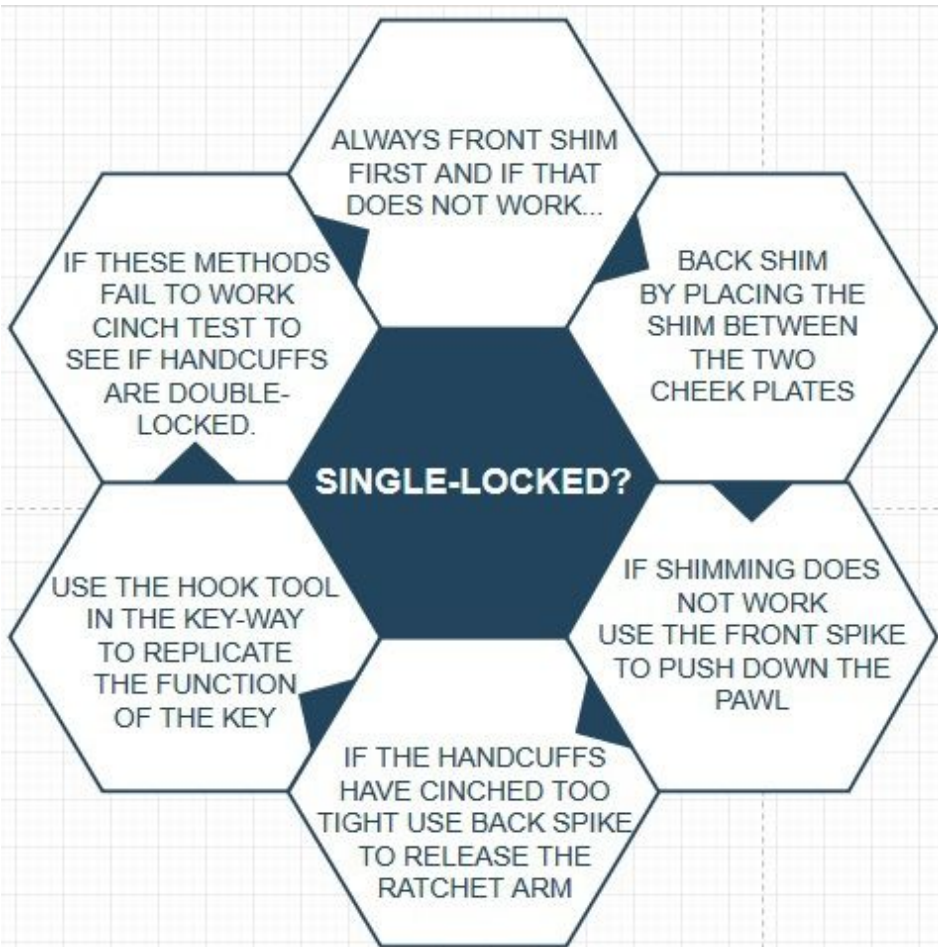 ALWAYS FRONT SHIM
FIRST AND IF THAT
DOES NOT WORK...
BACK SHIM
BY PLACING THE
SHIM BETWEEN
THE TWO
CHEEK PLATES
IF SHIMMING DOES
NOT WORK
USE THE FRONT SPIKE
TO PUSH DOWN THE
PAWL
IF THE HANDCUFFS
HAVE CINCHED TOO
TIGHT USE BACK SPIKE
TO RELEASE THE
RATCHET ARM
USE THE HOOK TOOL
IN THE KEY-WAY
TO REPLICATE
THE FUNCTION
OF THE KEY
IF THESE METHODS
FAIL TO WORK
CINCH TEST TO
SEE IF HANDCUFFS
ARE DOUBLE-
LOCKED.
SINGLE-LOCKED?